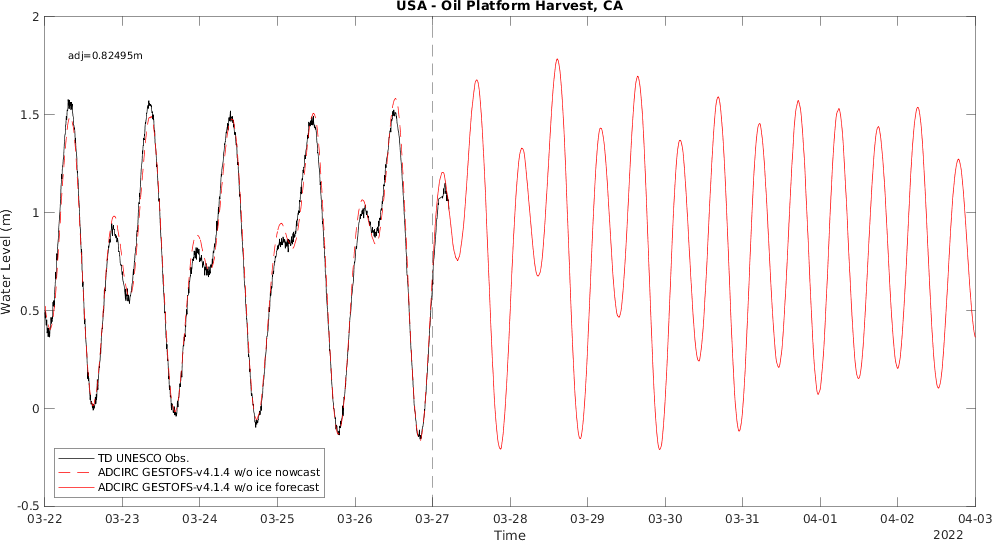 USA - Oil Platform Harvest, CA
2
adj=0.82495m
1.5
1
Water Level (m)
0.5
0
TD UNESCO Obs.
ADCIRC GESTOFS-v4.1.4 w/o ice nowcast
ADCIRC GESTOFS-v4.1.4 w/o ice forecast
-0.5
03-22 03-23 03-24 03-25 03-26 03-27 03-28 03-29 03-30 03-31 04-01 04-02 04-03
Time
2022